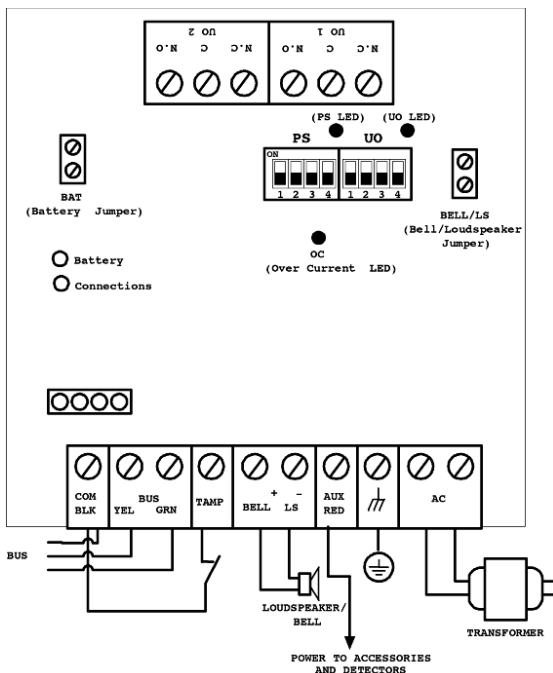 UO 2 UO 1
N.O C N.C N.O C N.C
(PS LED) (UO LED)
PS UO
ON
1 2 3 4 1 2 3 4
BAT
(Battery Jumper)
BELL/LS
(Bell/Loudspeaker
Jumper)
OC
(Over Current LED)
Battery
Connections
COM
BLK
BUS
YEL GRN
TAMP
+ -
BELL LS
AUX
RED
AC
BUS
LOUDSPEAKER/
BELL
TRANSFORMER
POWER TO ACCESSORIES
AND DETECTORS